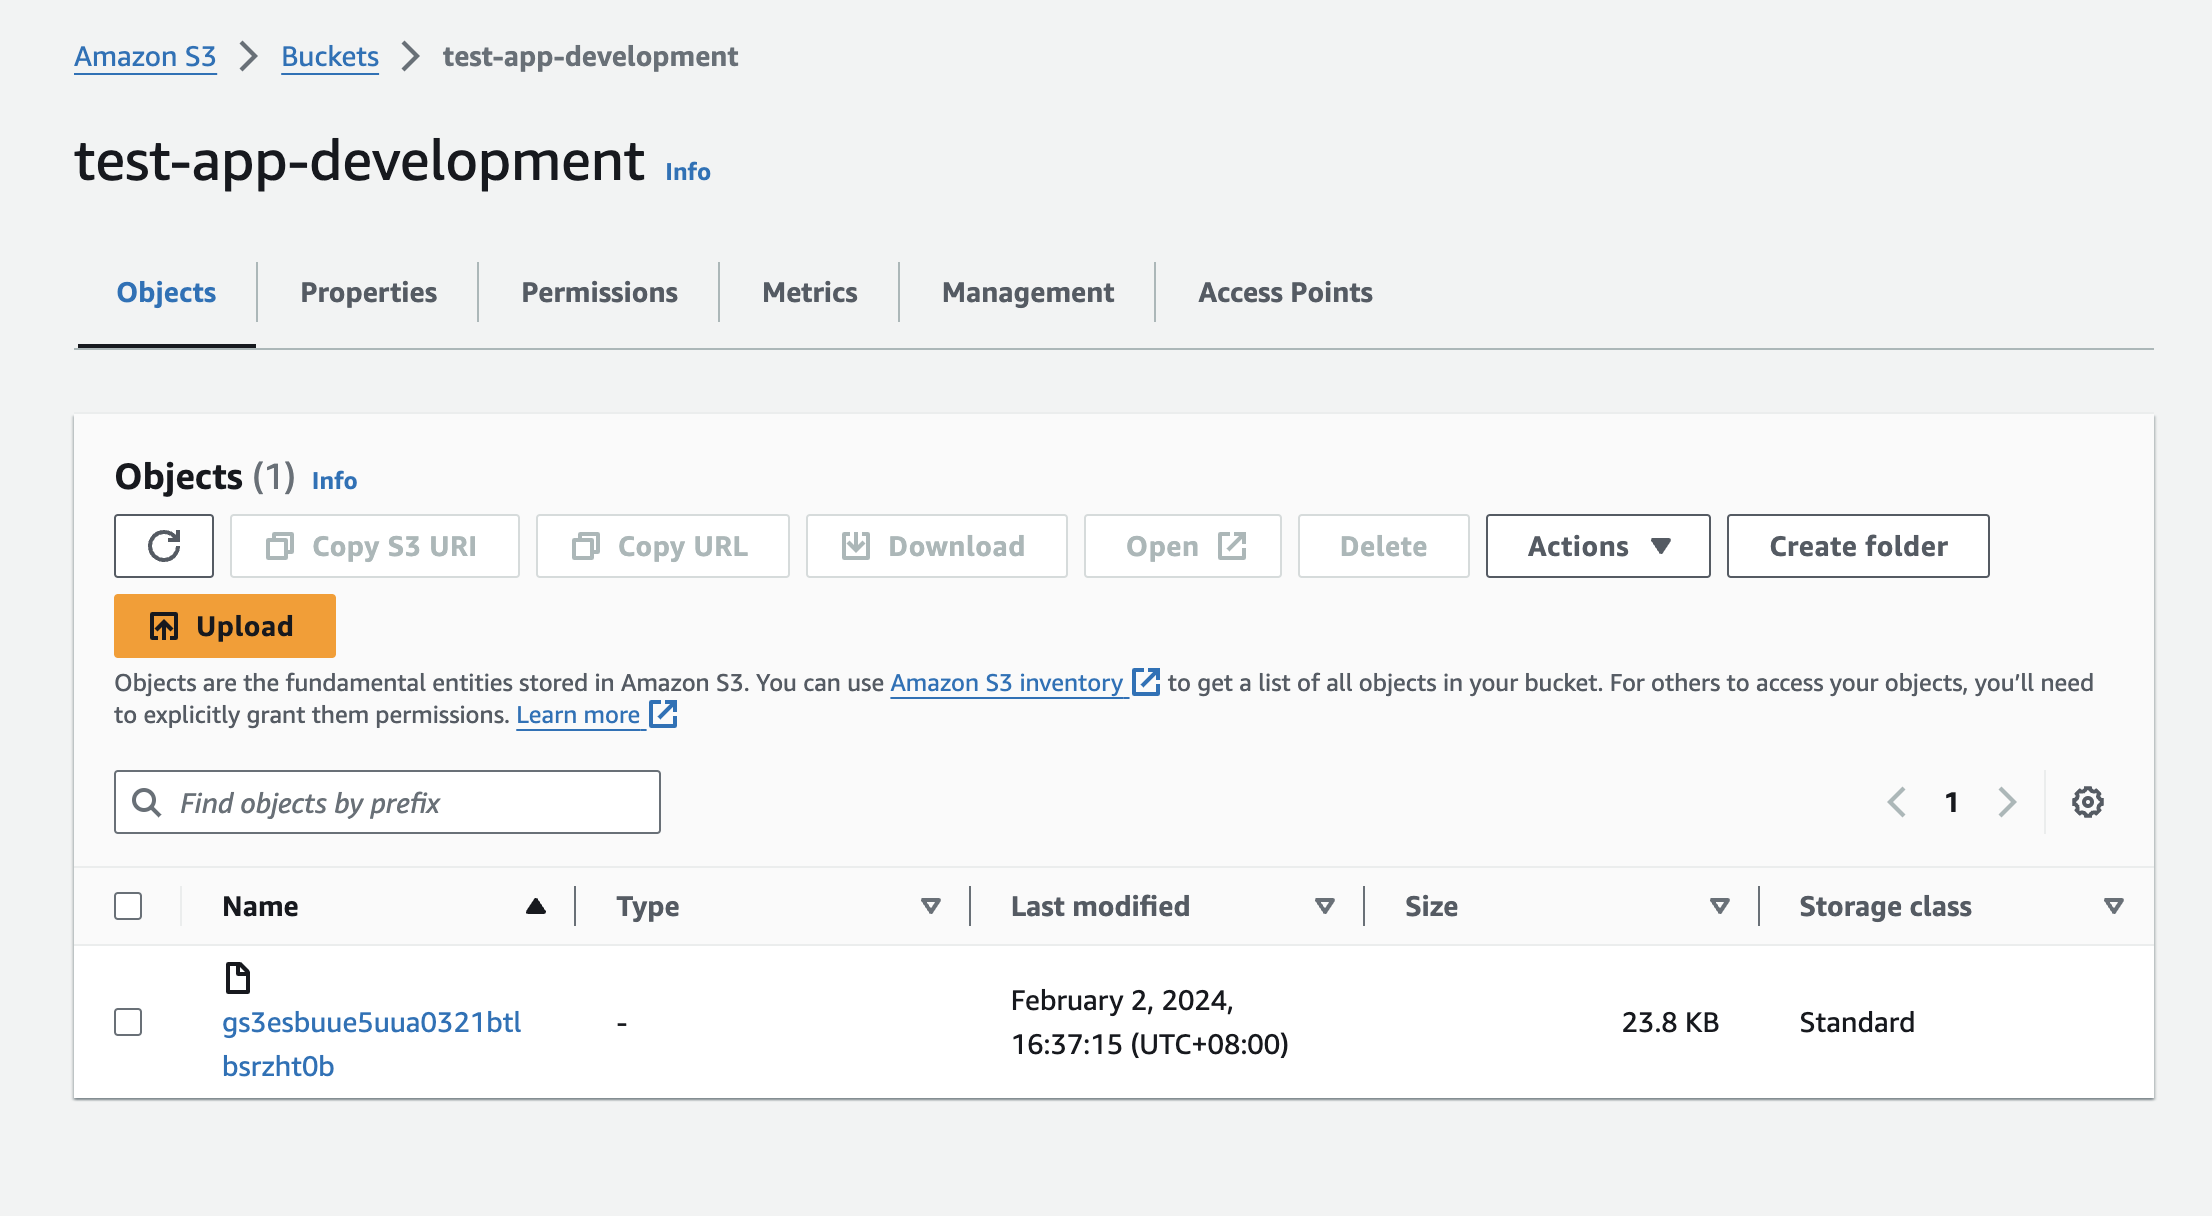 Amazon S3 > Buckets > test-app-development
test-app-development Info
Objects Properties Permissions Metrics Management Access Points
Objects (1) Info
Copy S3 URI Copy URL Download Open Delete Actions Create folder
Upload
Objects are the fundamental entities stored in Amazon S3. You can use Amazon S3 inventory to get a list of all objects in your bucket. For others to access your objects, you’ll need
to explicitly grant them permissions. Learn more
Find objects by prefix
1
Name Type Last modified Size Storage class
gs3esbuue5uua0321btl
bsrzht0b
-
February 2, 2024,
16:37:15 (UTC+08:00)
23.8 KB
Standard